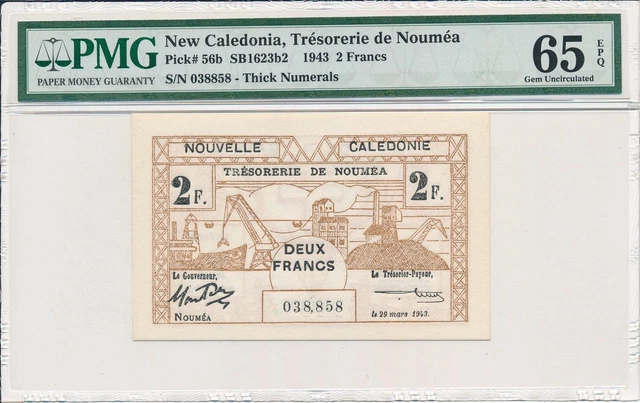 PMG
PAPER MONEY GUARANTY
New Caledonia, Trésorerie de Nouméa
Pick# 56b SB1623b2 1943 2 Francs
S/N 038858 - Thick Numerals
65 EPQ
Gem Uncirculated
NOUVELLE CALEDONIE
TRÉSORERIE DE NOUMÉA
2 F. 2 F.
DEUX
FRANCS
Le Gouverneur, Le Trésorier-Payeur,
038,858
NOUMÉA le 29 mars 1943.